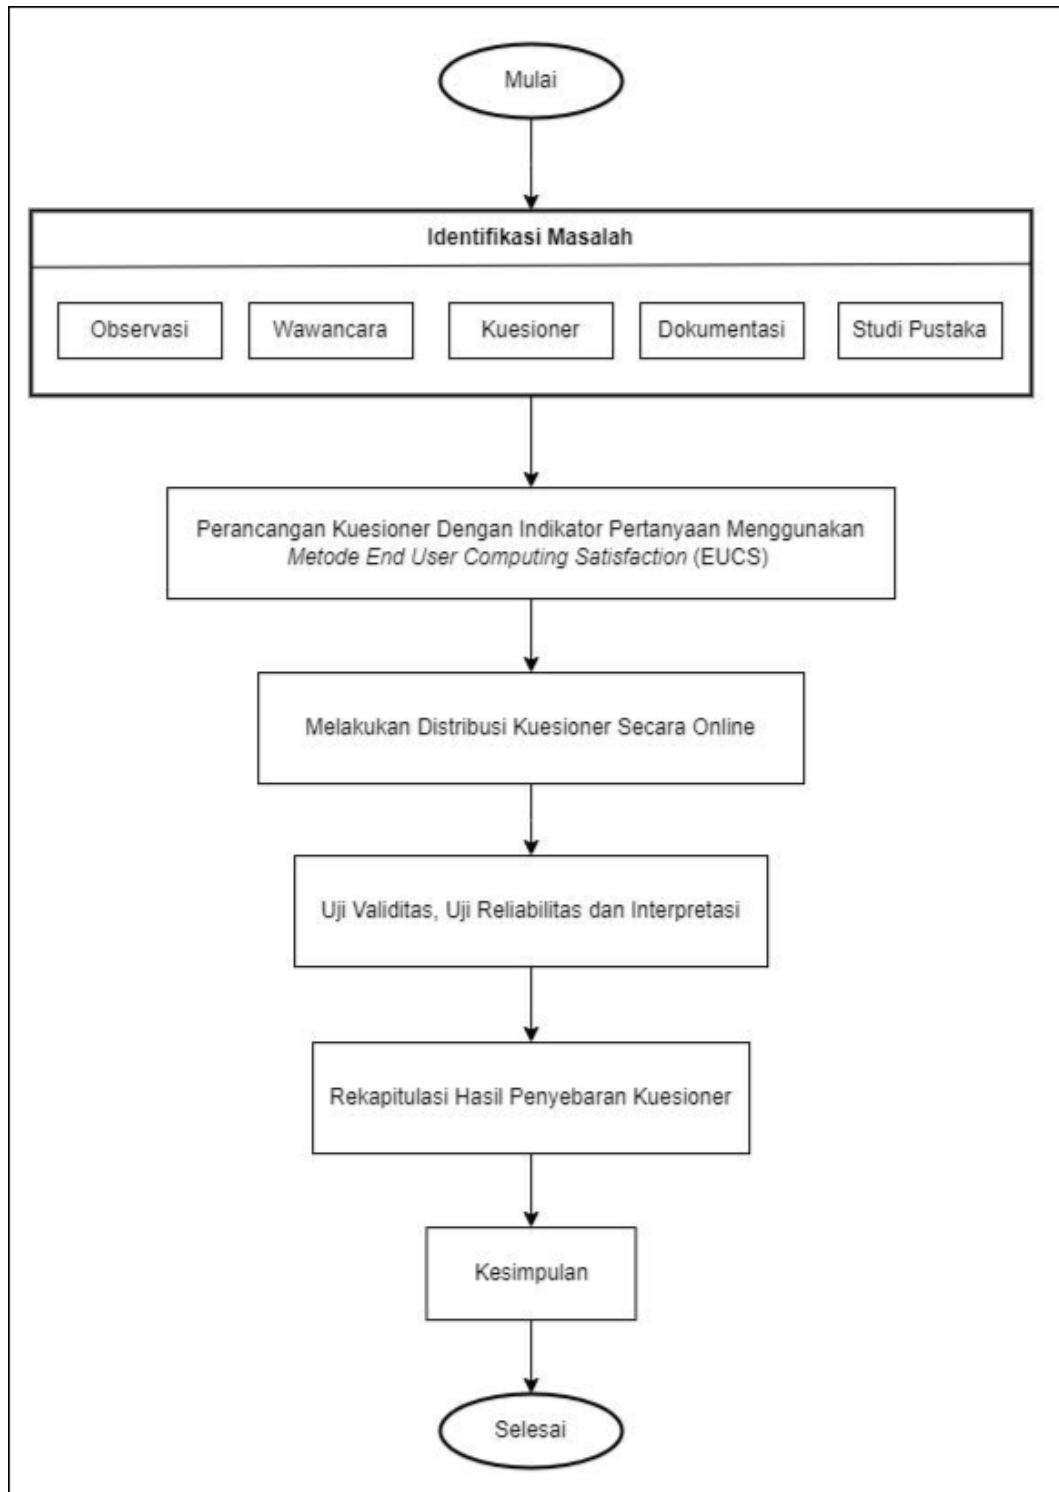 Mulai
Identifikasi Masalah
Observasi
Wawancara
Kuesioner
Dokumentasi
Studi Pustaka
Perancangan Kuesioner Dengan Indikator Pertanyaan Menggunakan
Metode End User Computing Satisfaction (EUCS)
Melakukan Distribusi Kuesioner Secara Online
Uji Validitas, Uji Reliabilitas dan Interpretasi
Rekapitulasi Hasil Penyebaran Kuesioner
Kesimpulan
Selesai